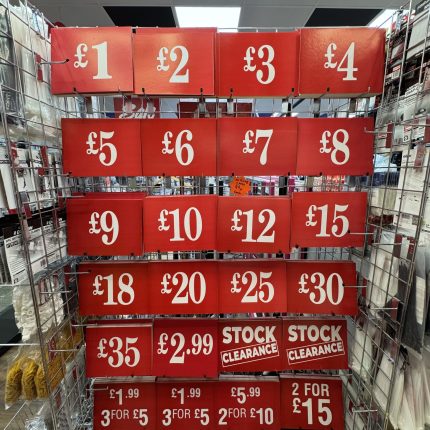 £1 £2 £3 £4
£5 £6 £7 £8
£9 £10 £12 £15
£18 £20 £25 £30
£35 £2.99 STOCK CLEARANCE STOCK CLEARANCE
£1.99 3 FOR £5 £1.99 3 FOR £5 £5.99 2 FOR £10 2 FOR £15